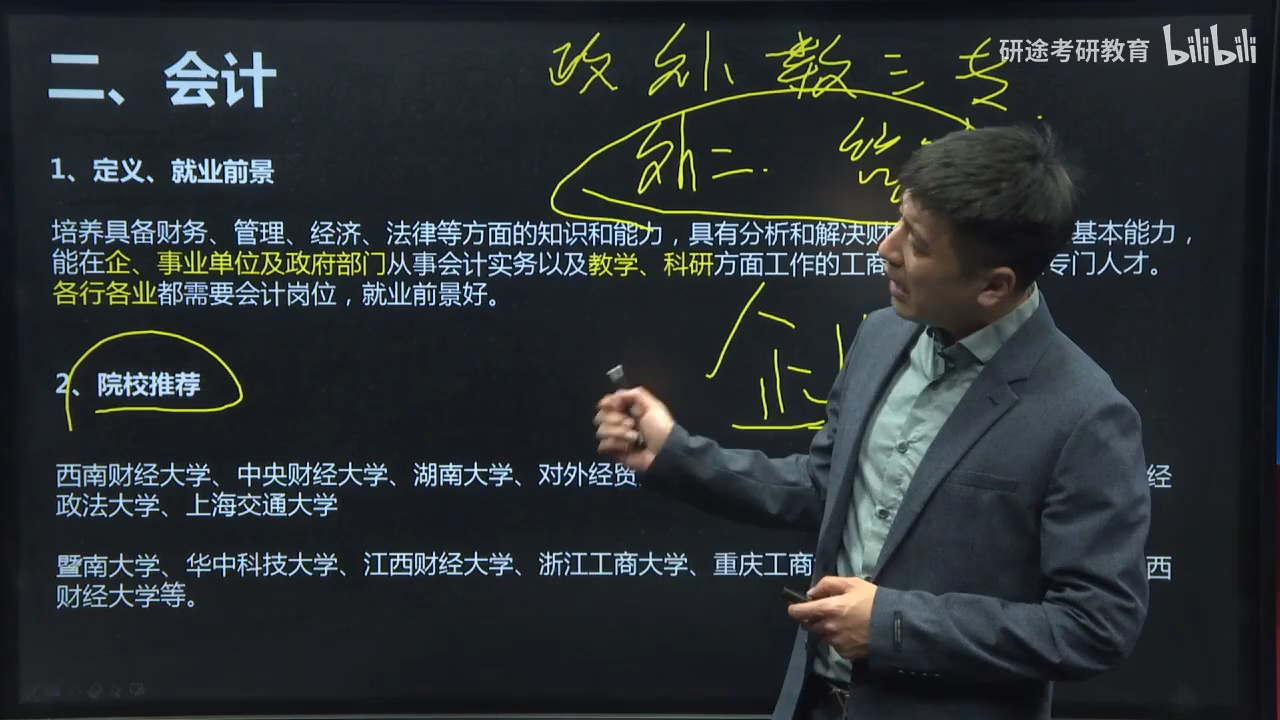 研途考研教育 bilibili
二、会计
政 外 数 三 专
外二.
1、定义、就业前景
培养具备财务、管理、经济、法律等方面的知识和能力，具有分析和解决财 基本能力，
能在企、事业单位及政府部门从事会计实务以及教学、科研方面工作的工商 专门人才。
各行各业都需要会计岗位，就业前景好。
企
2、院校推荐
西南财经大学、中央财经大学、湖南大学、对外经贸 经
政法大学、上海交通大学
暨南大学、华中科技大学、江西财经大学、浙江工商大学、重庆工商 西
财经大学等。